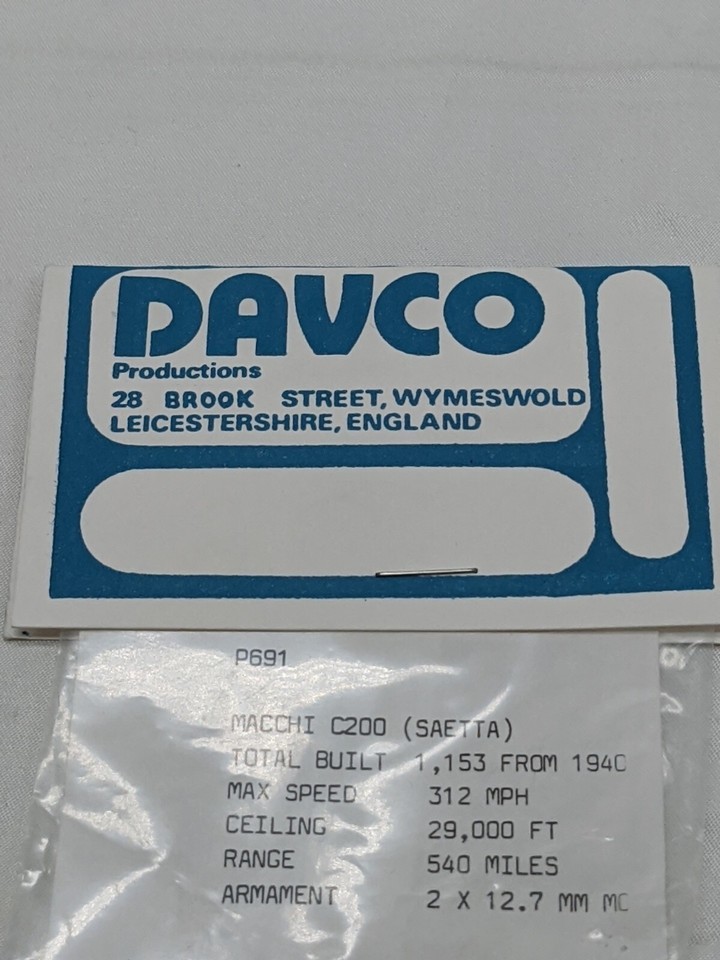 DAVCO
Productions
28 BROOK STREET, WYMESWOLD
LEICESTERSHIRE, ENGLAND
P691
MACCHI C200 (SAETTA)
TOTAL BUILT 1,153 FROM 1940
MAX SPEED 312 MPH
CEILING 29,000 FT
RANGE 540 MILES
ARMAMENT 2 X 12.7 MM MC